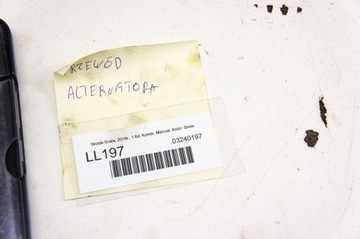 PRZEWÓD
ALTERNATORA
Skoda Scala, 2019r., 1.6d, Kombi, Manual, Kolor: Silver
LL197
03240197